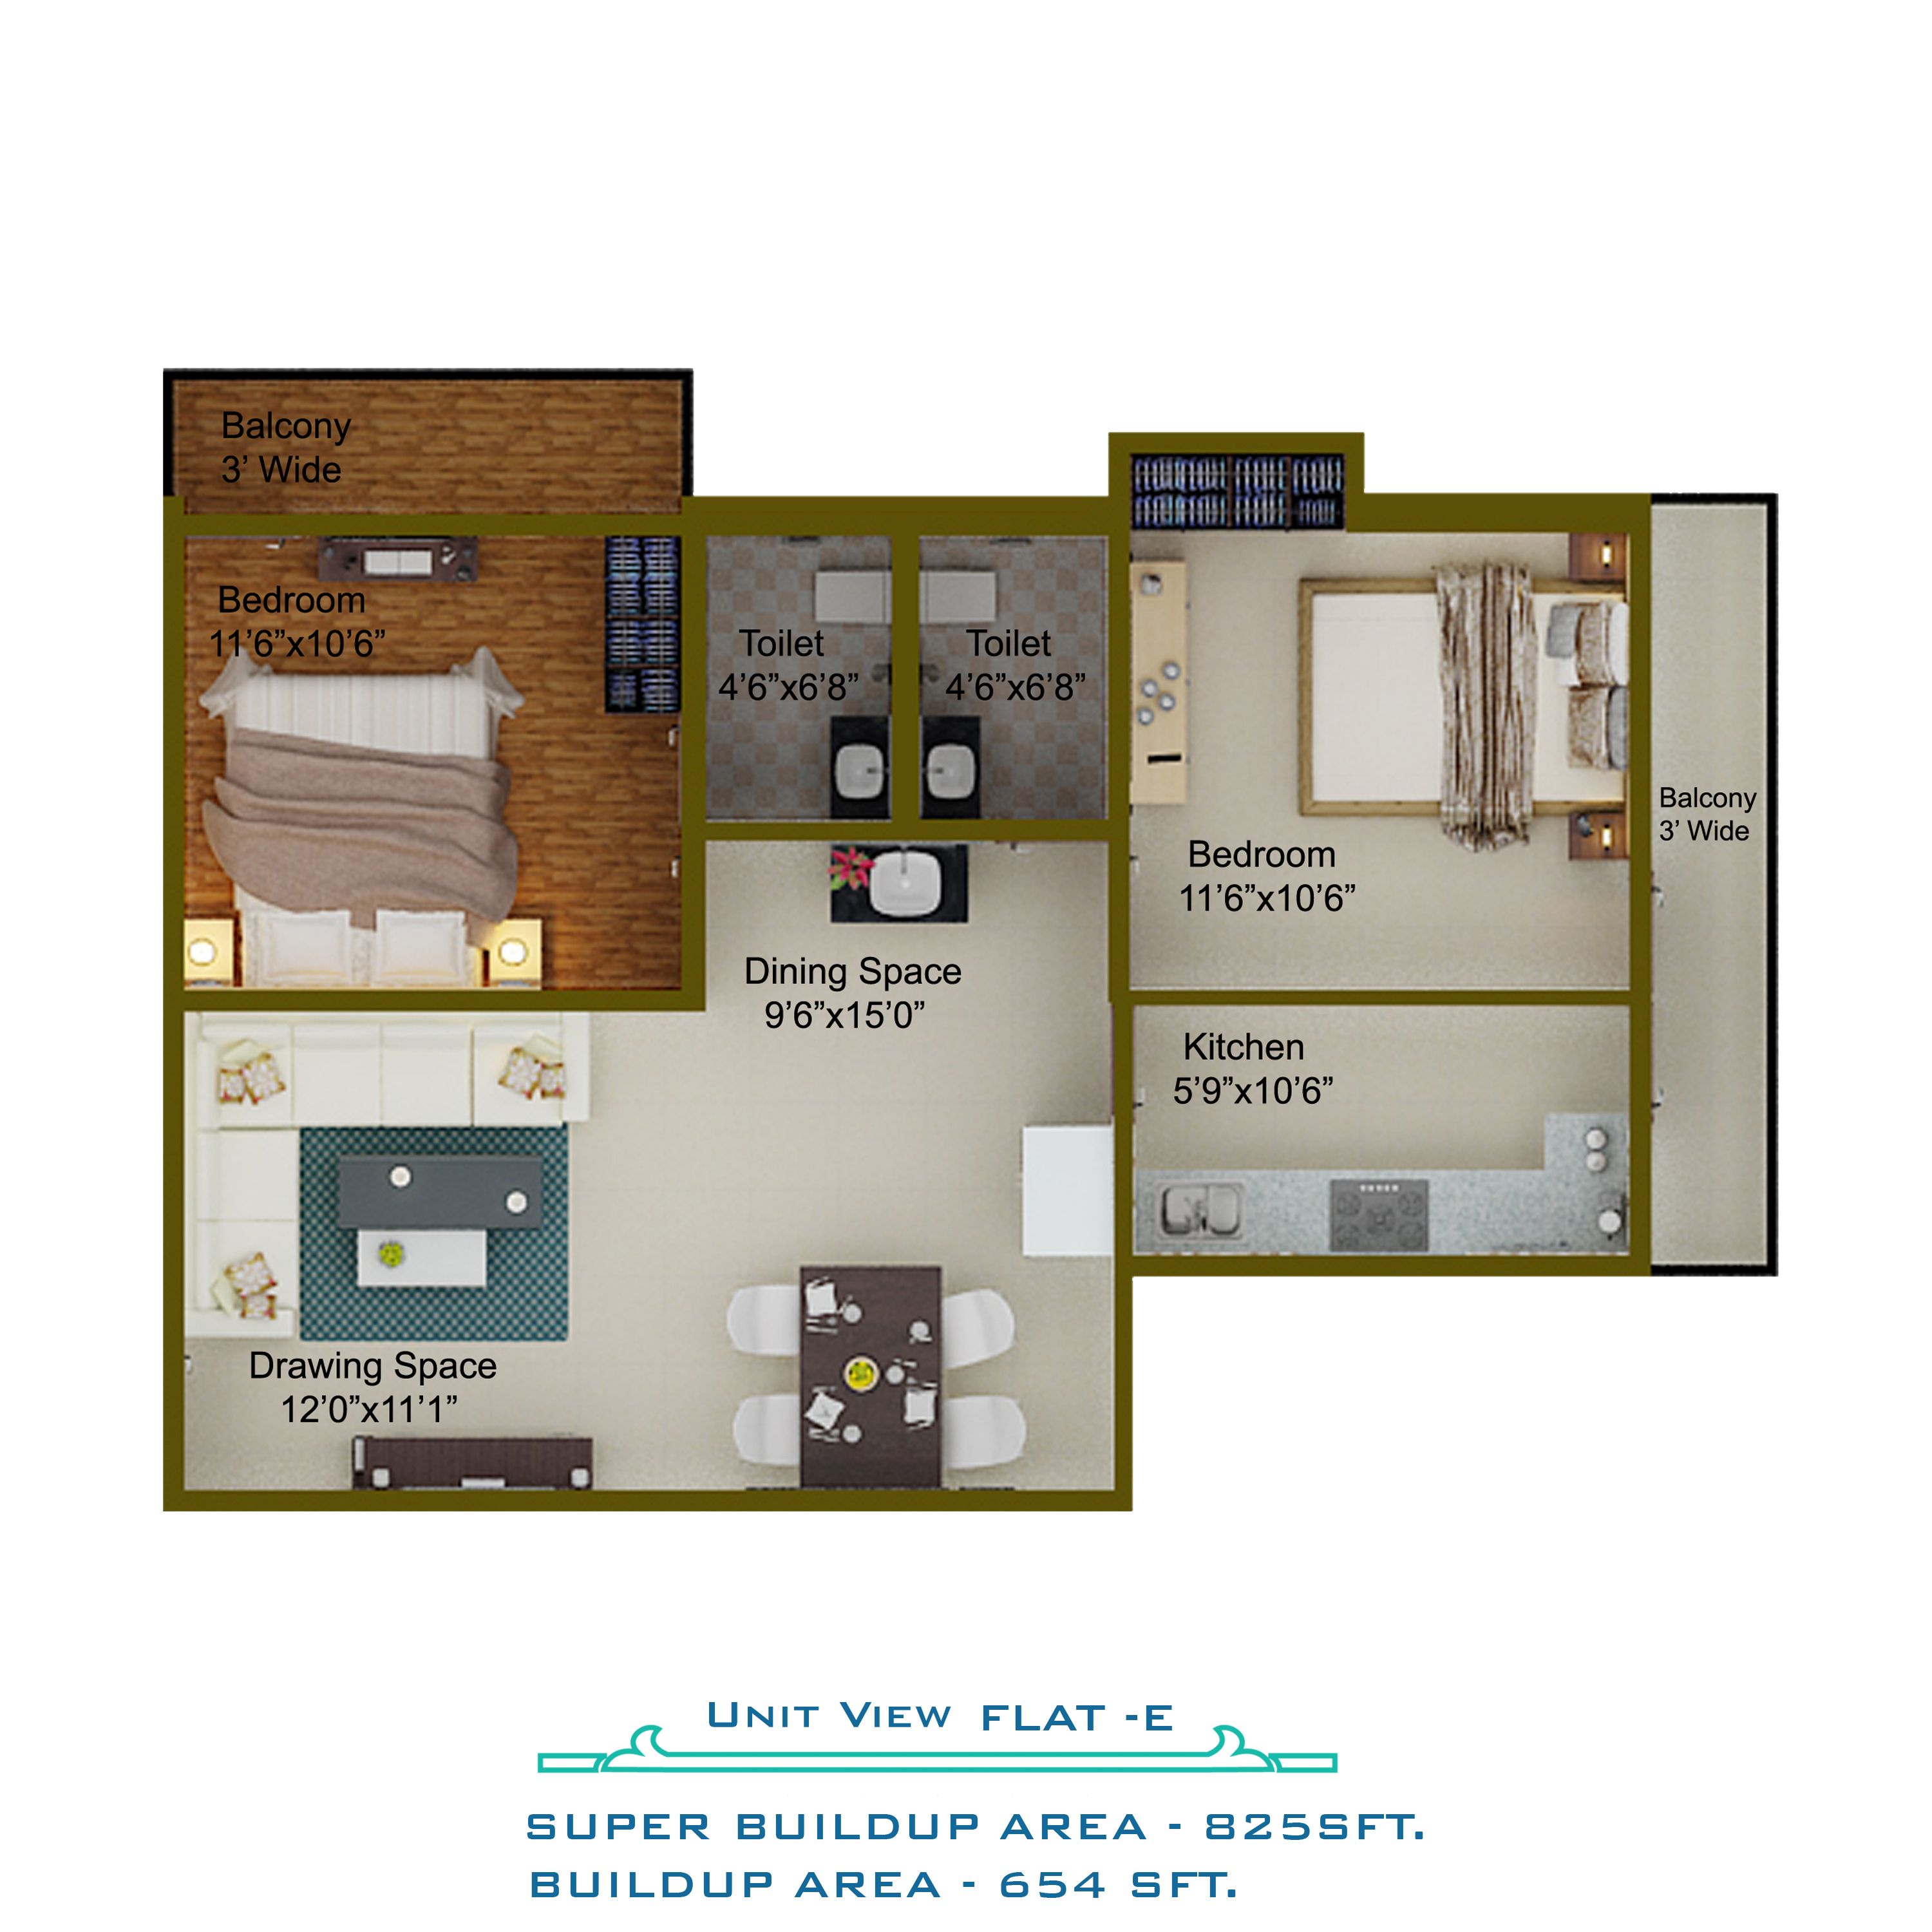 Balcony
3’ Wide
Bedroom
11’6”x10’6”
Toilet
4’6”x6’8”
Toilet
4’6”x6’8”
Balcony
3’ Wide
Bedroom
11’6”x10’6”
Dining Space
9’6”x15’0”
Kitchen
5’9”x10’6”
Drawing Space
12’0”x11’1”
UNIT VIEW FLAT -E
SUPER BUILDUP AREA - 825SFT.
BUILDUP AREA - 654 SFT.